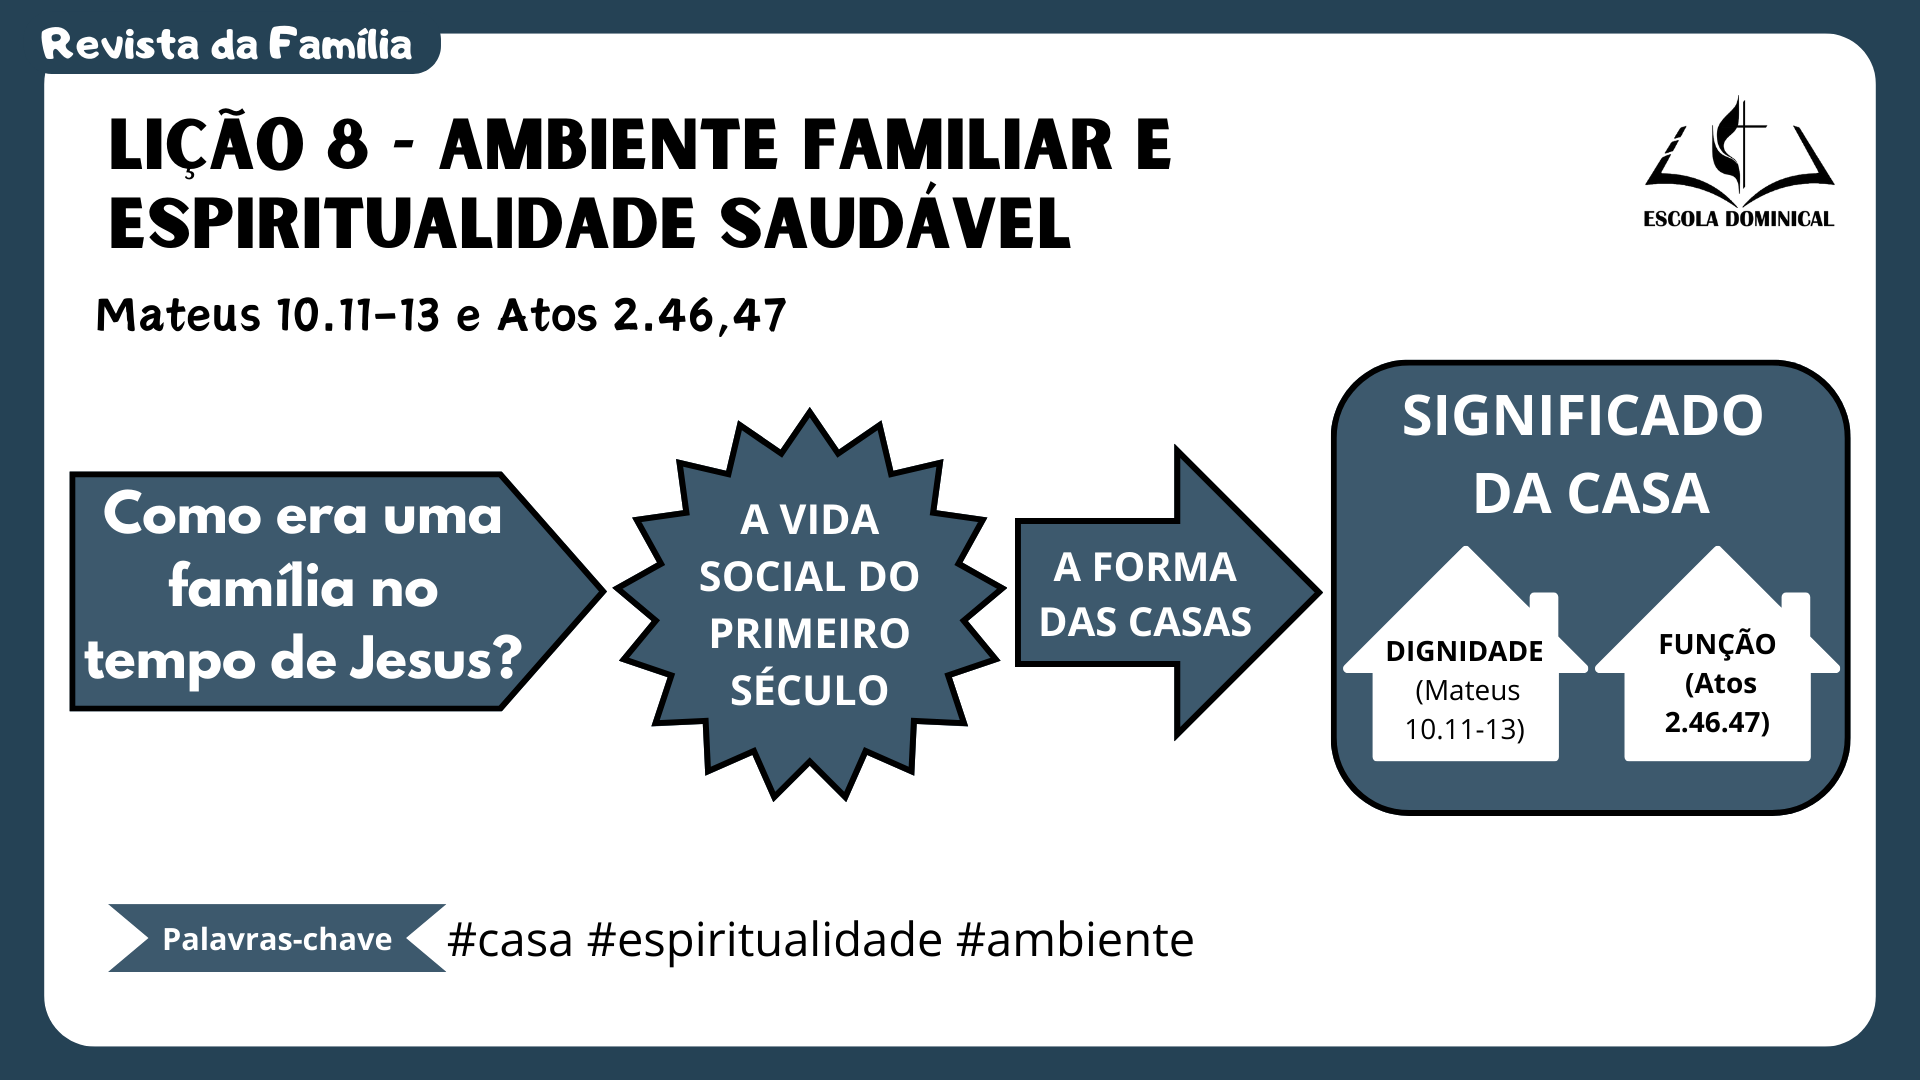 Revista da Família
LIÇÃO 8 - AMBIENTE FAMILIAR E
ESPIRITUALIDADE SAUDÁVEL
ESCOLA DOMINICAL
Mateus 10.11-13 e Atos 2.46,47
Como era uma
família no
tempo de Jesus?
A VIDA
SOCIAL DO
PRIMEIRO
SÉCULO
A FORMA
DAS CASAS
SIGNIFICADO
DA CASA
DIGNIDADE
(Mateus
10.11-13)
FUNÇÃO
(Atos
2.46.47)
Palavras-chave
#casa #espiritualidade #ambiente